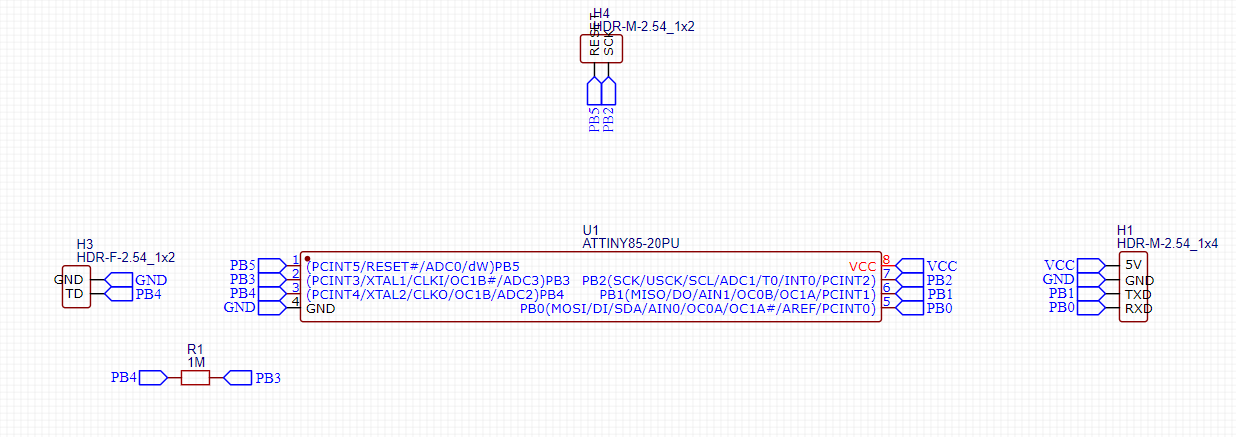 H4
HDR-M-2.54_1x2
RESET
SCK
PB5
PB2
H3
HDR-F-2.54_1x2
GND
TD
GND
PB4
U1
ATTINY85-20PU
PB5
PB3
PB4
GND
1
2
3
4
(PCINT5/RESET#/ADC0/dW)PB5
(PCINT3/XTAL1/CLKI/OC1B#/ADC3)PB3
(PCINT4/XTAL2/CLKO/OC1B/ADC2)PB4
GND
VCC
PB2(SCK/USCK/SCL/ADC1/T0/INT0/PCINT2)
PB1(MISO/DO/AIN1/OC0B/OC1A/PCINT1)
PB0(MOSI/DI/SDA/AIN0/OC0A/OC1A#/AREF/PCINT0)
8
7
6
5
VCC
PB2
PB1
PB0
H1
HDR-M-2.54_1x4
VCC
GND
PB1
PB0
5V
GND
TXD
RXD
R1
1M
PB4
PB3